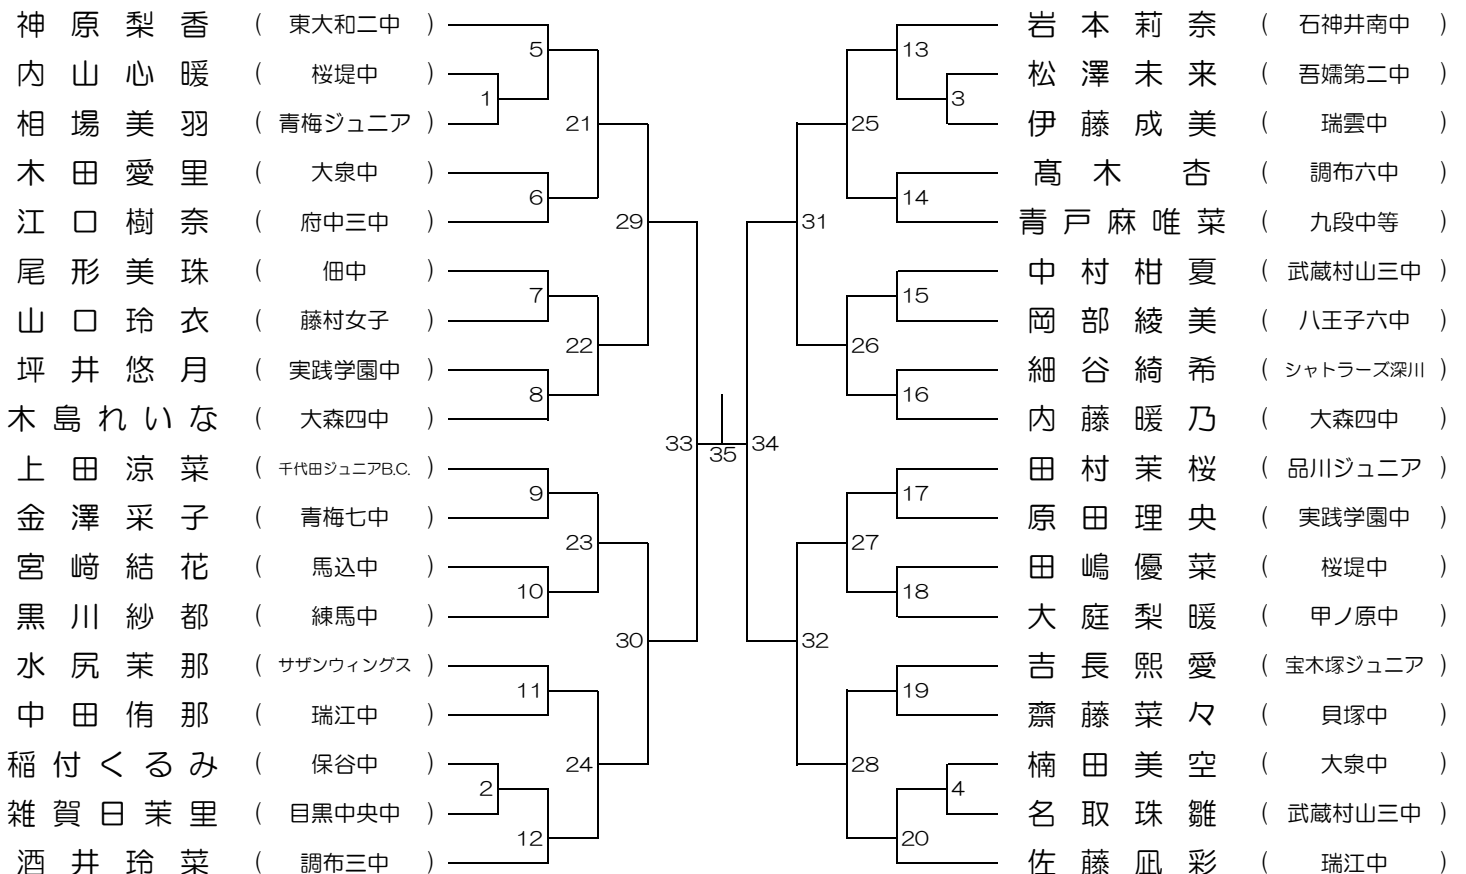 神原梨香 ( 東大和二中 )
内山心暖 ( 桜堤中 )
相場美羽 ( 青梅ジュニア )
木田愛里 ( 大泉中 )
江口樹奈 ( 府中三中 )
尾形美珠 ( 佃中 )
山口玲衣 ( 藤村女子 )
坪井悠月 ( 実践学園中 )
木島れいな ( 大森四中 )
上田涼菜 ( 千代田ジュニアB.C. )
金澤采子 ( 青梅七中 )
宮﨑結花 ( 馬込中 )
黒川紗都 ( 練馬中 )
水尻茉那 ( サザンウィングス )
中田侑那 ( 瑞江中 )
稲付くるみ ( 保谷中 )
雑賀日茉里 ( 目黒中央中 )
酒井玲菜 ( 調布三中 )
1
2
5
6
7
8
9
10
11
12
21
22
23
24
29
30
33
35
34
31
32
25
26
27
28
13
14
15
16
17
18
19
20
3
4
岩本莉奈 ( 石神井南中 )
松澤未来 ( 吾嬬第二中 )
伊藤成美 ( 瑞雲中 )
髙木 杏 ( 調布六中 )
青戸麻唯菜 ( 九段中等 )
中村柑夏 ( 武蔵村山三中 )
岡部綾美 ( 八王子六中 )
細谷綺希 ( シャトラーズ深川 )
内藤暖乃 ( 大森四中 )
田村茉桜 ( 品川ジュニア )
原田理央 ( 実践学園中 )
田嶋優菜 ( 桜堤中 )
大庭梨暖 ( 甲ノ原中 )
吉長熙愛 ( 宝木塚ジュニア )
齋藤菜々 ( 貝塚中 )
楠田美空 ( 大泉中 )
名取珠雛 ( 武蔵村山三中 )
佐藤凪彩 ( 瑞江中 )